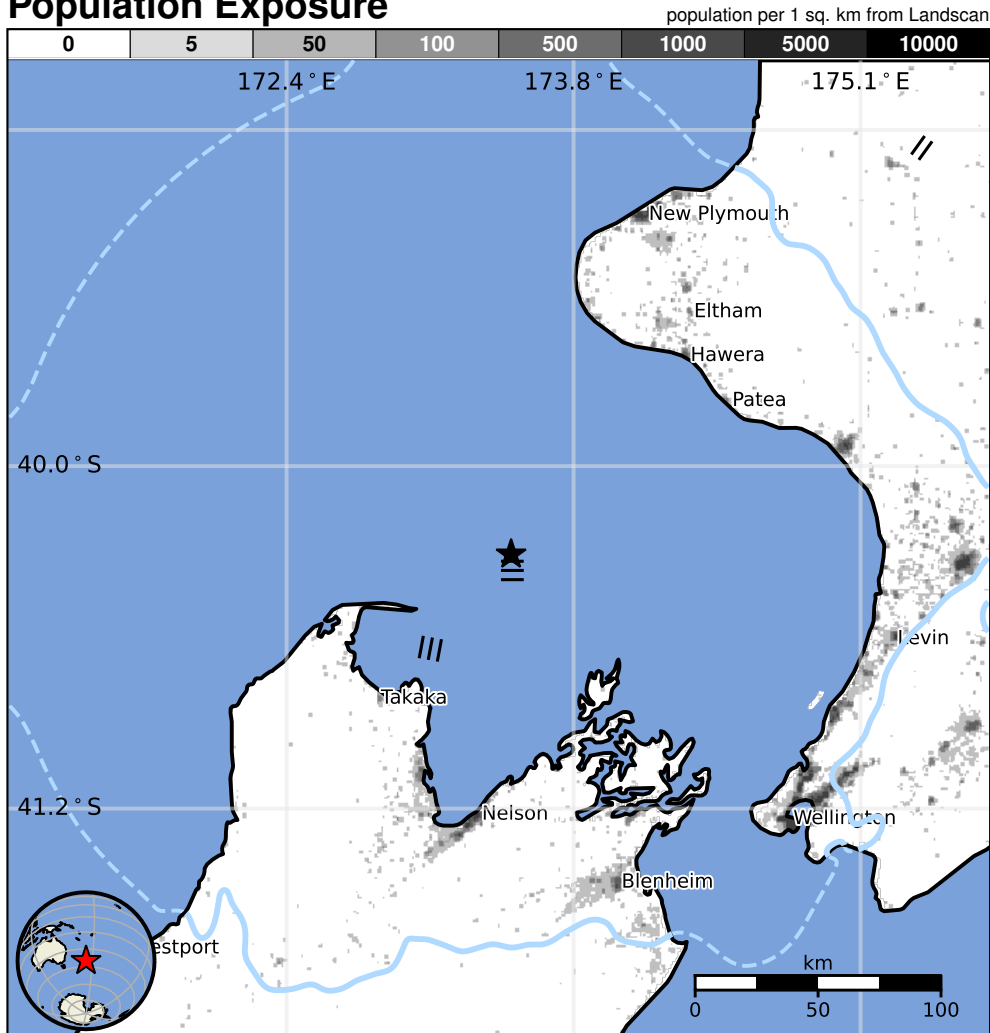 Population Exposure
population per 1 sq. km from Landscan
0 5 50 100 500 1000 5000 10000
172.4°E 173.8°E 175.1°E
New Plymouth
Eltham
Hawera
Patea
40.0°S
Levin
Takaka
41.2°S
Nelson
Wellington
Blenheim
estport
km
0 50 100